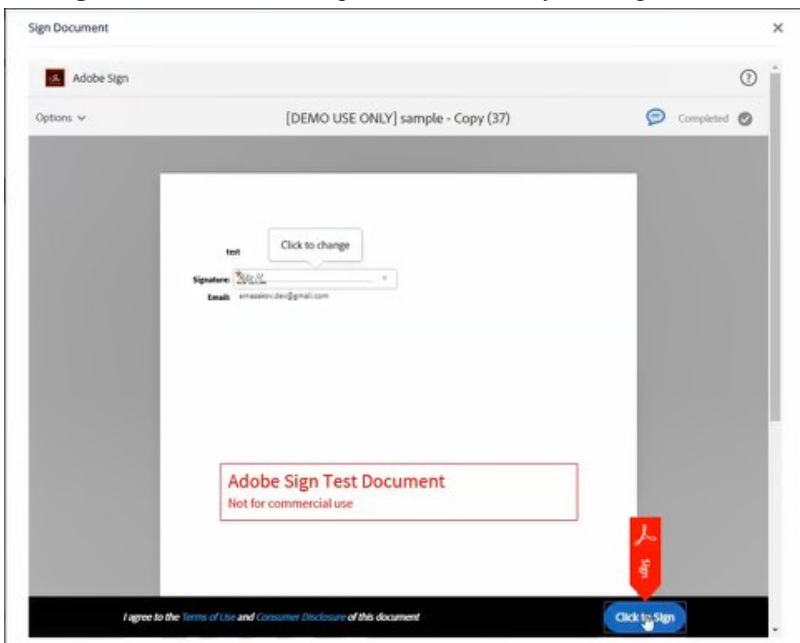 Sign Document
Adobe Sign
Options
[DEMO USE ONLY] sample - Copy (37)
Completed
Click to change
test
Signature:
Email:
Adobe Sign Test Document
Not for commercial use
Sign
I agree to the Terms of Use and Consumer Disclosure of this document
Click to Sign